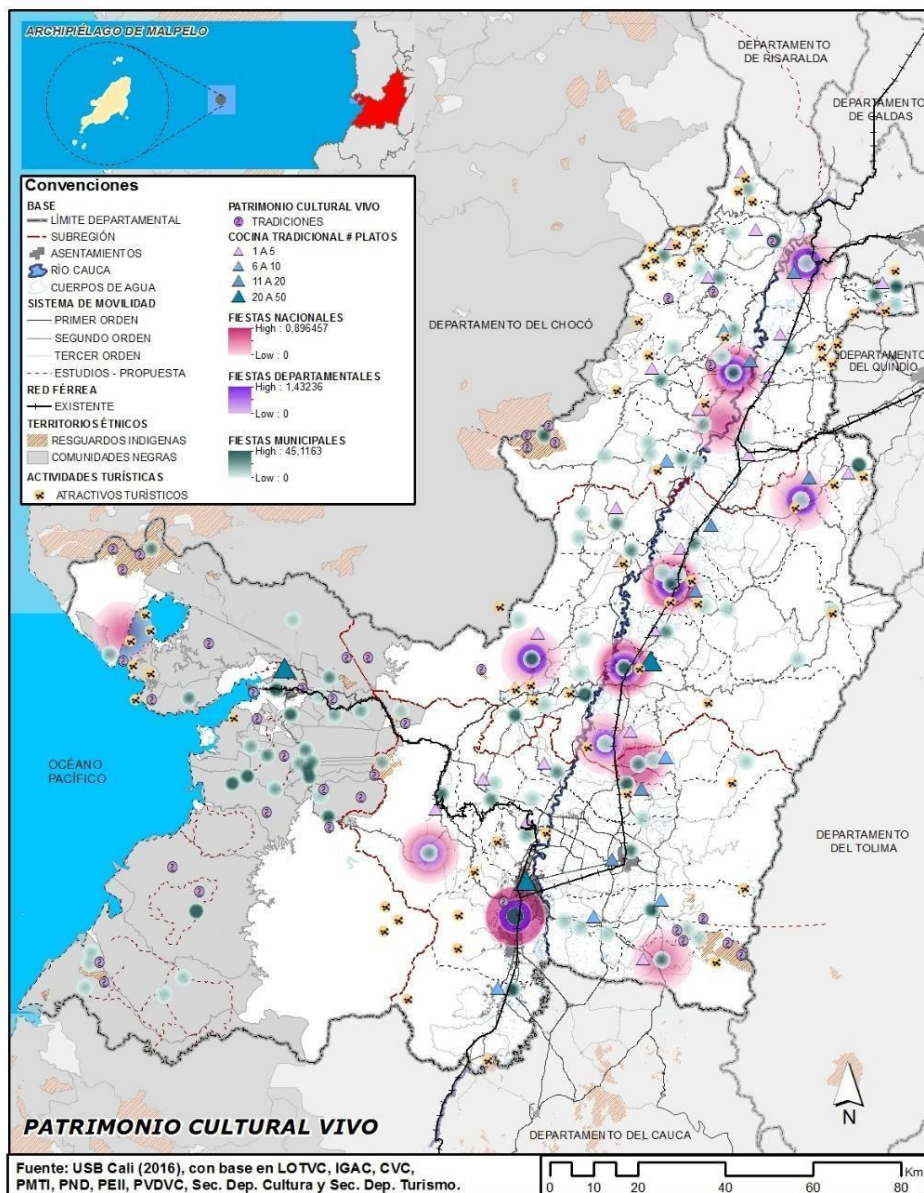 ARCHIPIÉLAGO DE MALPELO
DEPARTAMENTO
DE RISARALDA
DEPARTAMENTO
DE CALDAS
Convenciones
BASE
LÍMITE DEPARTAMENTAL
SUBREGIÓN
ASENTAMIENTOS
RÍO CAUCA
CUERPOS DE AGUA
SISTEMA DE MOVILIDAD
PRIMER ORDEN
SEGUNDO ORDEN
TERCER ORDEN
ESTUDIOS - PROPUESTA
RED FÉRREA
EXISTENTE
TERRITORIOS ÉTNICOS
RESGUARDOS INDIGENAS
COMUNIDADES NEGRAS
ACTIVIDADES TURÍSTICAS
ATRACTIVOS TURÍSTICOS
PATRIMONIO CULTURAL VIVO
TRADICIONES
COCINA TRADICIONAL # PLATOS
1 A 5
6 A 10
11 A 20
20 A 50
FIESTAS NACIONALES
High : 0,896457
Low : 0
FIESTAS DEPARTAMENTALES
High : 1,43236
Low : 0
FIESTAS MUNICIPALES
High : 45,1163
Low : 0
DEPARTAMENTO DEL CHOCÓ
DEPARTAMENTO
DEL QUINDÍO
OCÉANO
PACÍFICO
DEPARTAMENTO
DEL TOLIMA
DEPARTAMENTO DEL CAUCA
N
PATRIMONIO CULTURAL VIVO
Fuente: USB Cali (2016), con base en LOTVC, IGAC, CVC,
PMTI, PND, PEII, PVDVC, Sec. Dep. Cultura y Sec. Dep. Turismo.
Km
0 10 20 40 60 80